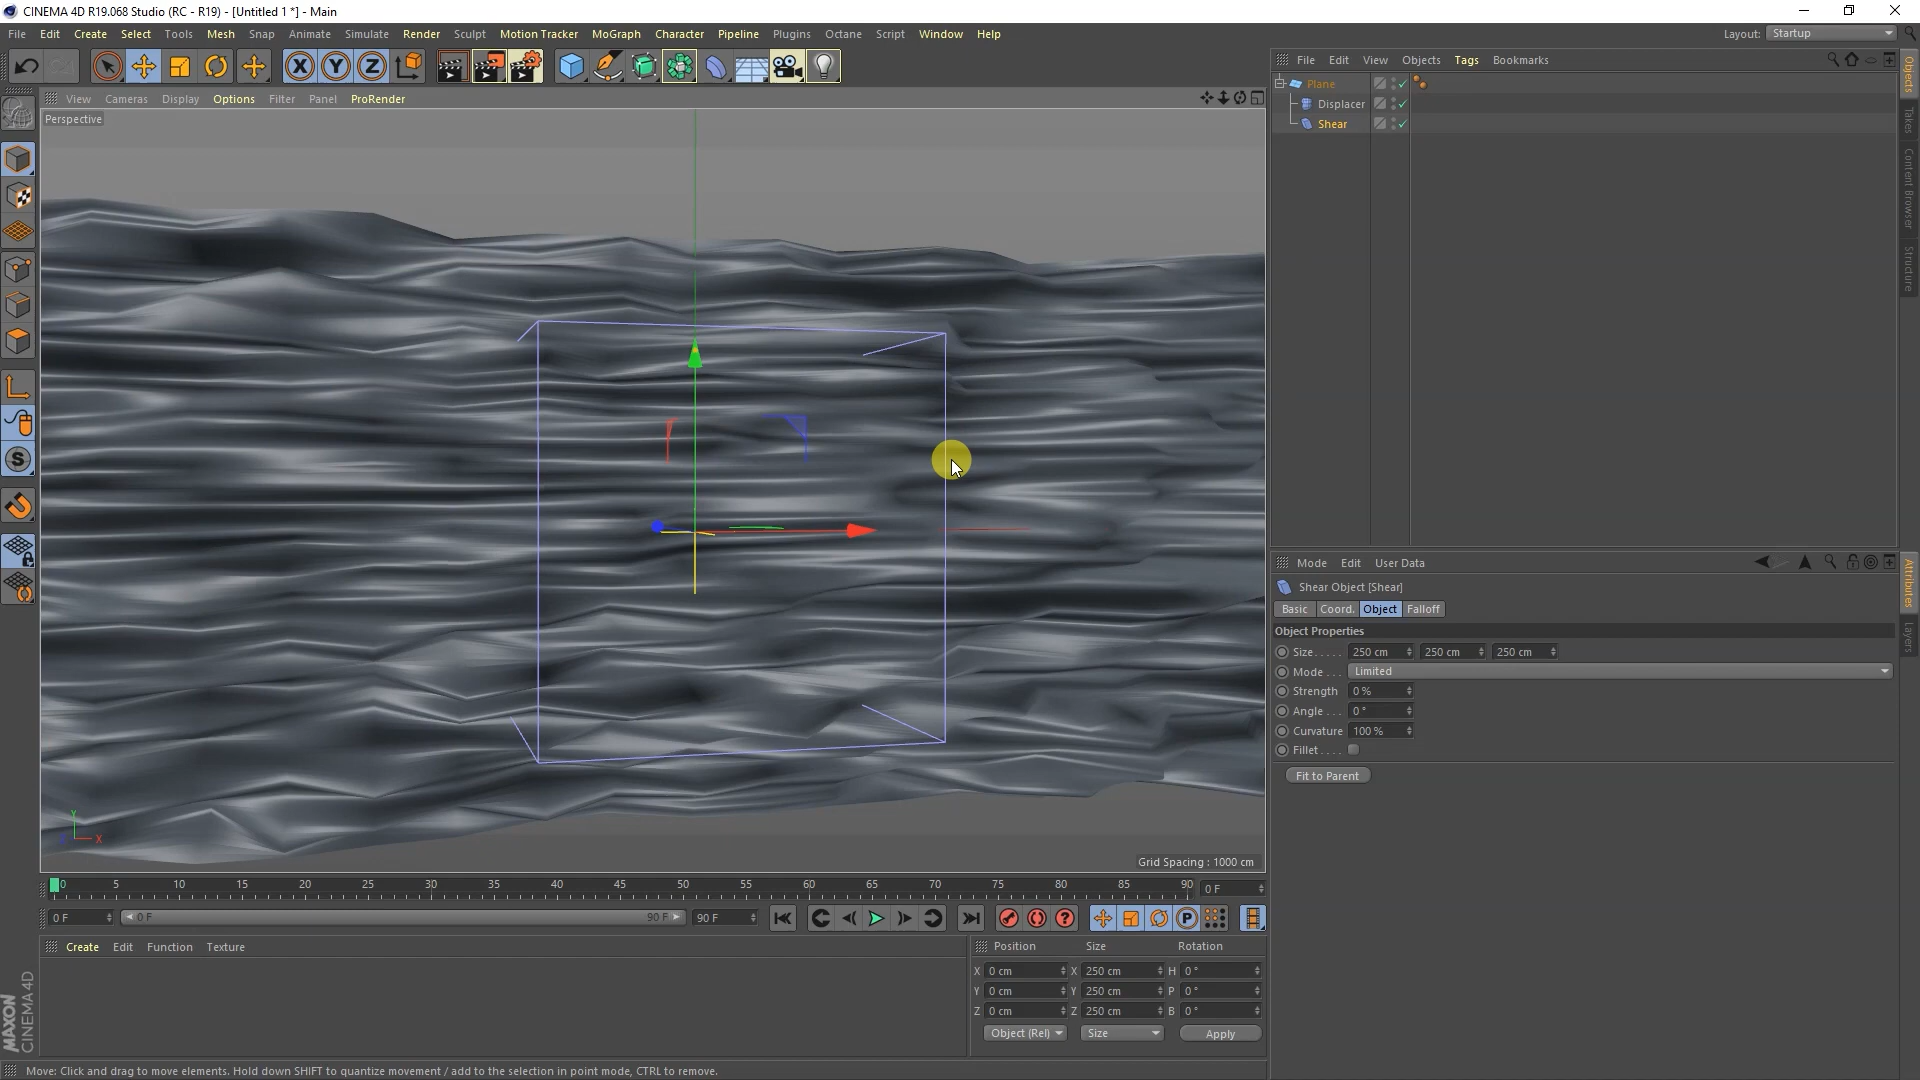 CINEMA 4D R19.068 Studio (RC - R19) - [Untitled 1 *] - Main
File Edit Create Select Tools Mesh Snap Animate Simulate Render Sculpt Motion Tracker MoGraph Character Pipeline Plugins Octane Script Window Help
Layout: Startup
View Cameras Display Options Filter Panel ProRender
Perspective
File Edit View Objects Tags Bookmarks
Plane
Displacer
Shear
Objects
Takes
Content Browser
Structure
Mode Edit User Data
Shear Object [Shear]
Basic Coord. Object Falloff
Object Properties
Size . . . . . 250 cm 250 cm 250 cm
Mode . . . Limited
Strength 0 %
Angle . . . 0 °
Curvature 100 %
Fillet . . . .
Fit to Parent
Attributes
Layers
Y
X
Grid Spacing : 1000 cm
0 5 10 15 20 25 30 35 40 45 50 55 60 65 70 75 80 85 90 0 F
0 F 0 F 90 F 90 F
Create Edit Function Texture
Position Size Rotation
X 0 cm X 250 cm H 0 °
Y 0 cm Y 250 cm P 0 °
Z 0 cm Z 250 cm B 0 °
Object (Rel) Size Apply
MAXON
CINEMA 4D
Move: Click and drag to move elements. Hold down SHIFT to quantize movement / add to the selection in point mode, CTRL to remove.